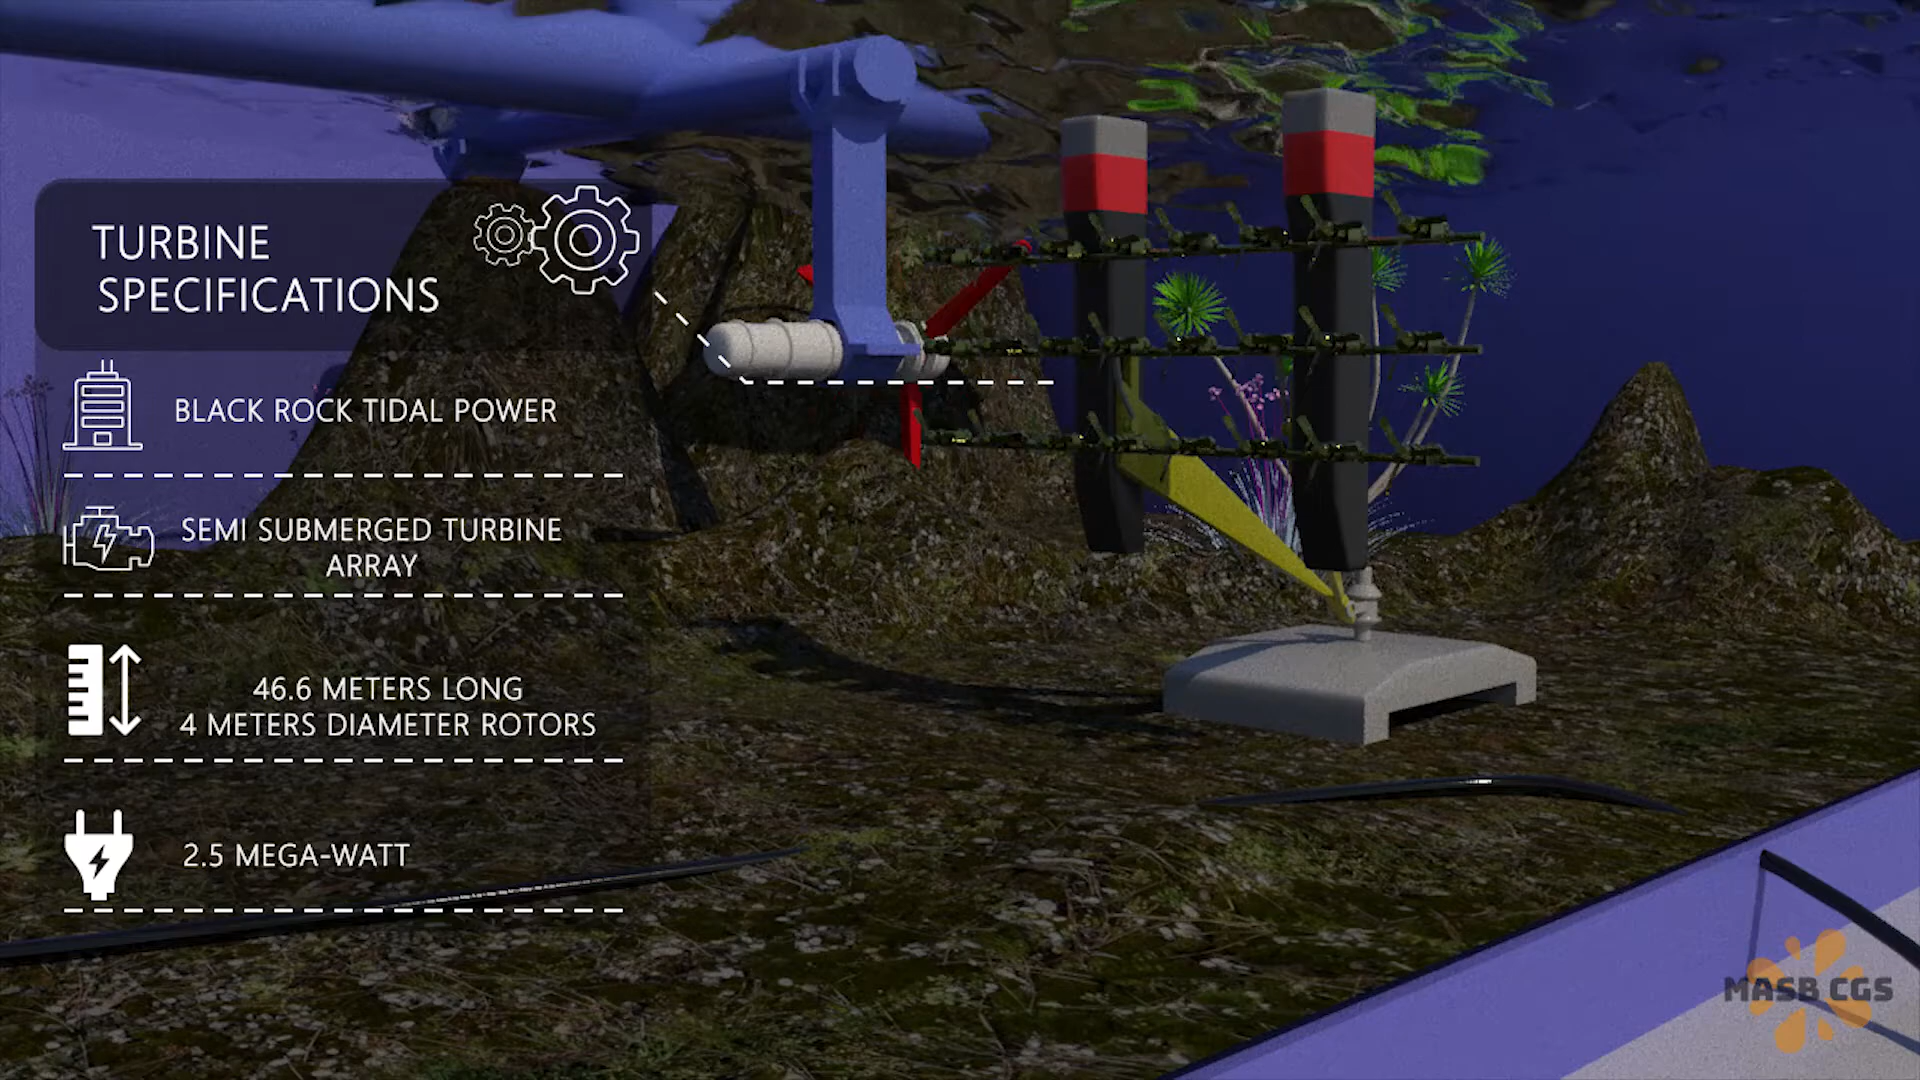 TURBINE
SPECIFICATIONS
BLACK ROCK TIDAL POWER
SEMI SUBMERGED TURBINE
ARRAY
46.6 METERS LONG
4 METERS DIAMETER ROTORS
2.5 MEGA-WATT
MASB CGS